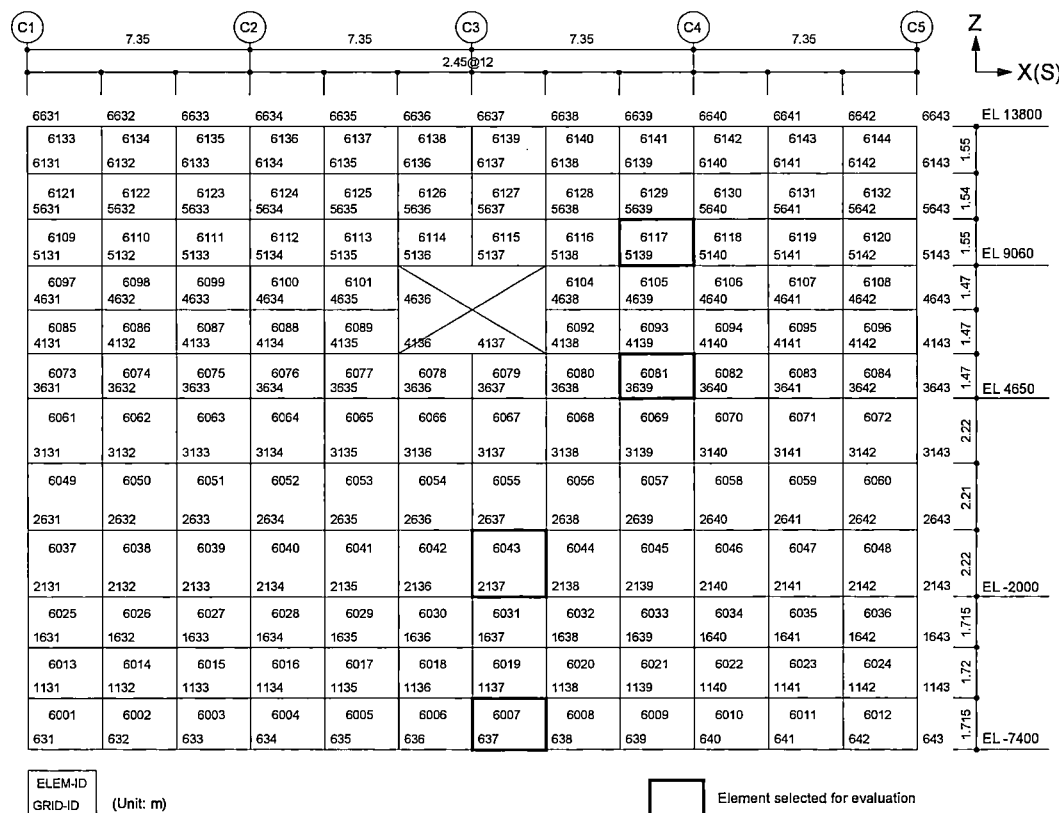 C1 C2 C3 C4 C5 Z
7.35 7.35 7.35 7.35
2.45@12 X(S)
6631 6632 6633 6634 6635 6636 6637 6638 6639 6640 6641 6642 6643 EL 13800
6133 6134 6135 6136 6137 6138 6139 6140 6141 6142 6143 6144 1.55
6131 6132 6133 6134 6135 6136 6137 6138 6139 6140 6141 6142 6143
6121 6122 6123 6124 6125 6126 6127 6128 6129 6130 6131 6132 1.54
5631 5632 5633 5634 5635 5636 5637 5638 5639 5640 5641 5642 5643
6109 6110 6111 6112 6113 6114 6115 6116 6117 6118 6119 6120 1.55
5131 5132 5133 5134 5135 5136 5137 5138 5139 5140 5141 5142 5143 EL 9060
6097 6098 6099 6100 6101 6104 6105 6106 6107 6108 1.47
4631 4632 4633 4634 4635 4636 4638 4639 4640 4641 4642 4643
6085 6086 6087 6088 6089 6092 6093 6094 6095 6096 1.47
4131 4132 4133 4134 4135 4136 4137 4138 4139 4140 4141 4142 4143
6073 6074 6075 6076 6077 6078 6079 6080 6081 6082 6083 6084 1.47
3631 3632 3633 3634 3635 3636 3637 3638 3639 3640 3641 3642 3643 EL 4650
6061 6062 6063 6064 6065 6066 6067 6068 6069 6070 6071 6072 2.22
3131 3132 3133 3134 3135 3136 3137 3138 3139 3140 3141 3142 3143
6049 6050 6051 6052 6053 6054 6055 6056 6057 6058 6059 6060 2.21
2631 2632 2633 2634 2635 2636 2637 2638 2639 2640 2641 2642 2643
6037 6038 6039 6040 6041 6042 6043 6044 6045 6046 6047 6048 2.22
2131 2132 2133 2134 2135 2136 2137 2138 2139 2140 2141 2142 2143 EL -2000
6025 6026 6027 6028 6029 6030 6031 6032 6033 6034 6035 6036 1.715
1631 1632 1633 1634 1635 1636 1637 1638 1639 1640 1641 1642 1643
6013 6014 6015 6016 6017 6018 6019 6020 6021 6022 6023 6024 1.72
1131 1132 1133 1134 1135 1136 1137 1138 1139 1140 1141 1142 1143
6001 6002 6003 6004 6005 6006 6007 6008 6009 6010 6011 6012 1.715
631 632 633 634 635 636 637 638 639 640 641 642 643 EL -7400
ELEM-ID
GRID-ID (Unit: m) Element selected for evaluation